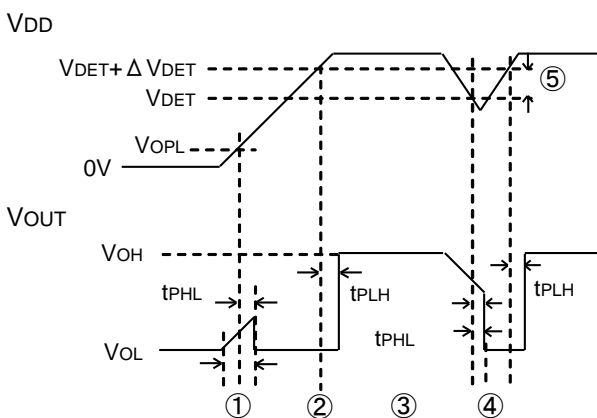 VDD
VDET+ΔVDET
VDET
⑤
VOPL
0V
VOUT
VOH
tPHL
tPLH
tPLH
tPHL
VOL
① ② ③ ④